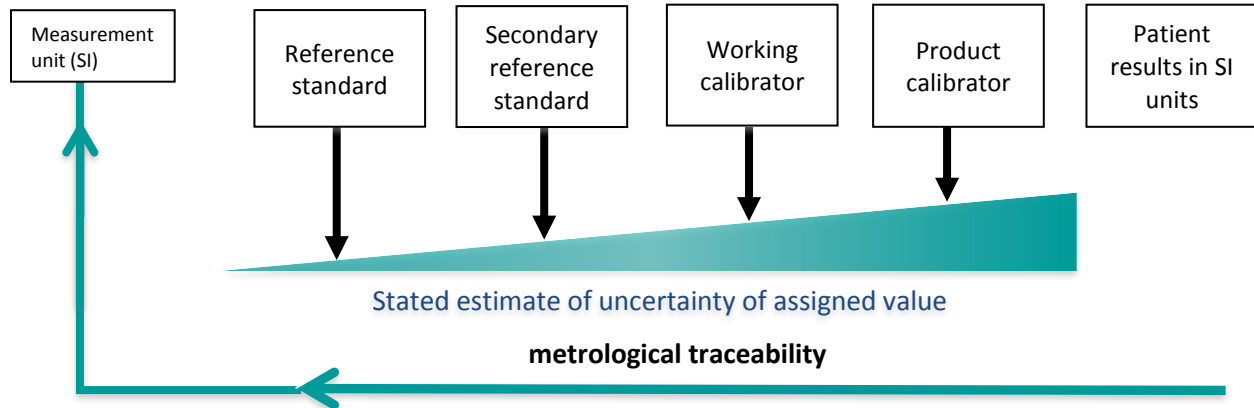 Measurement
unit (SI)
Reference
standard
Secondary
reference
standard
Working
calibrator
Product
calibrator
Patient
results in SI
units
Stated estimate of uncertainty of assigned value
metrological traceability